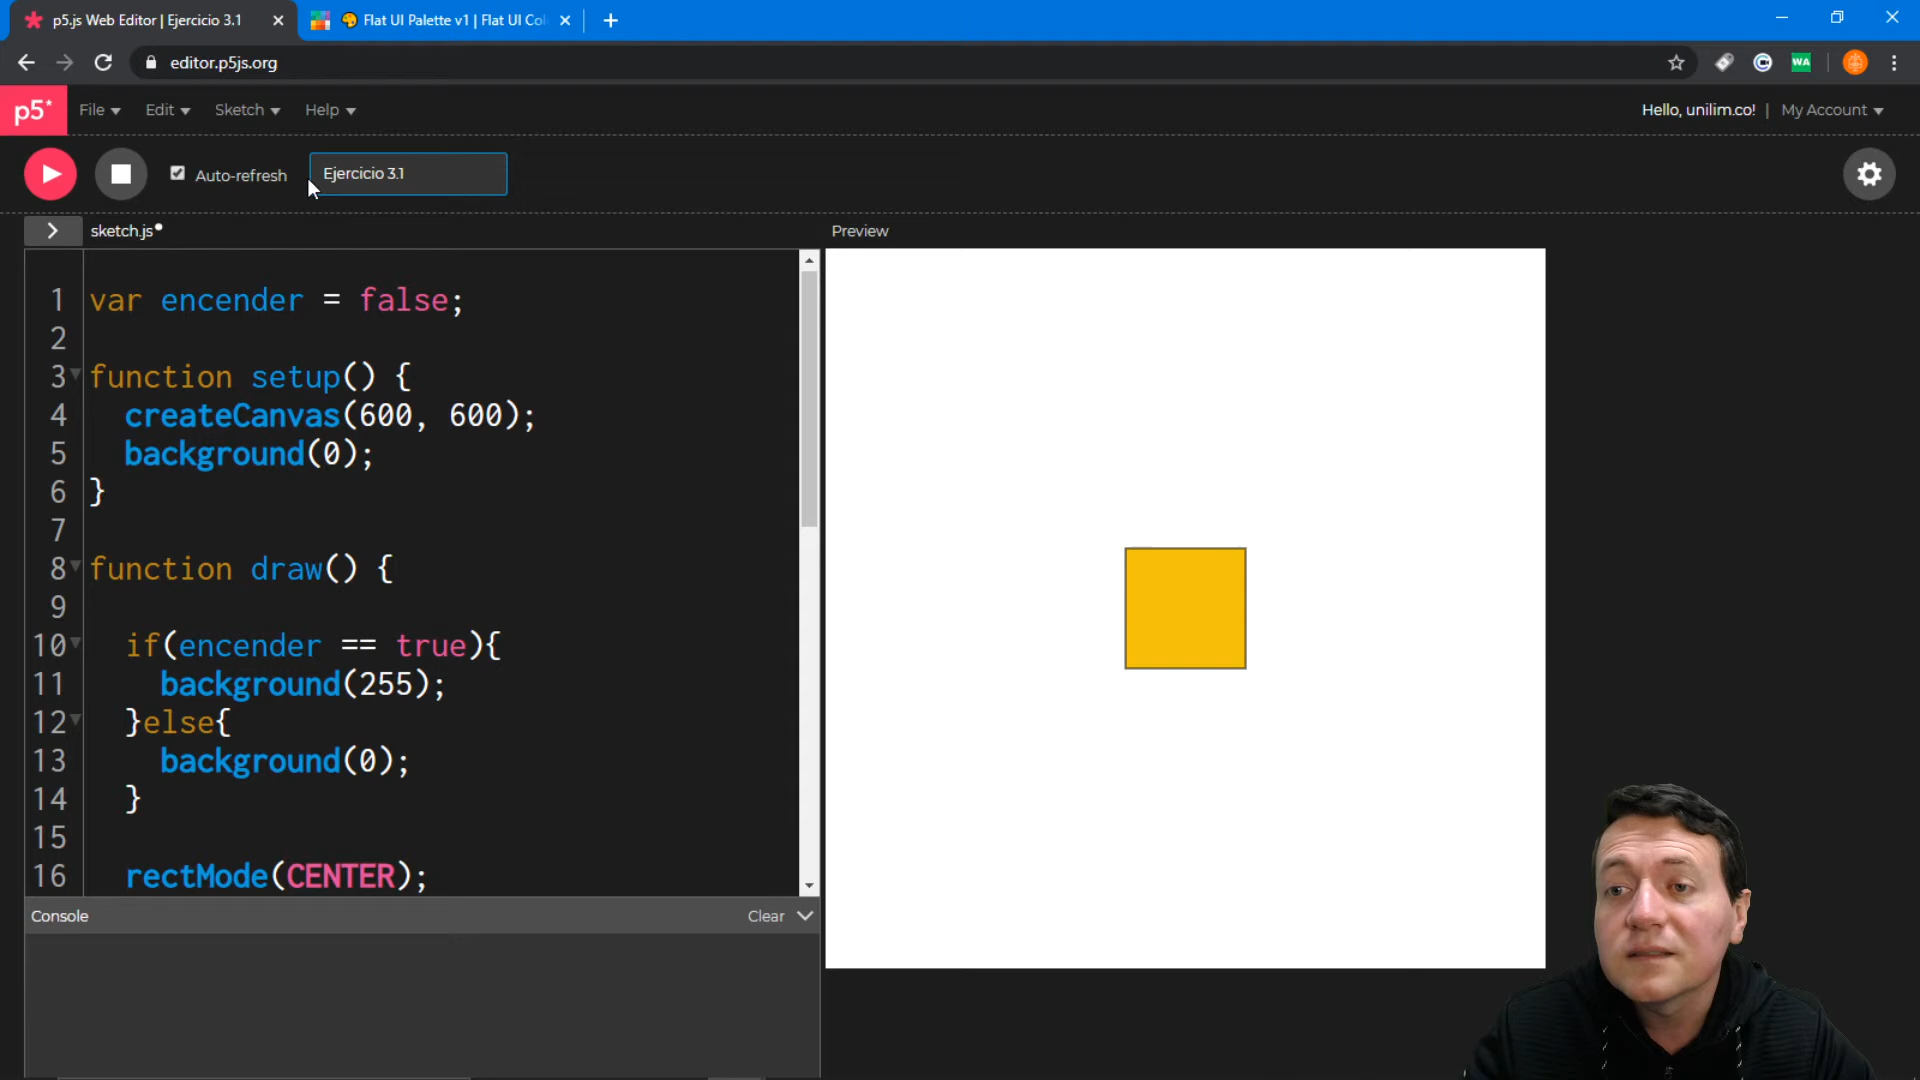 p5.js Web Editor | Ejercicio 3.1
Flat UI Palette v1 | Flat UI Col
editor.p5js.org
WA
p5*
File
Edit
Sketch
Help
Hello, unilim.co! | My Account
Auto-refresh
Ejercicio 3.1
sketch.js
Preview
1 var encender = false;
2
3 function setup() {
4 createCanvas(600, 600);
5 background(0);
6 }
7
8 function draw() {
9
10 if(encender == true){
11 background(255);
12 }else{
13 background(0);
14 }
15
16 rectMode(CENTER);
Console
Clear